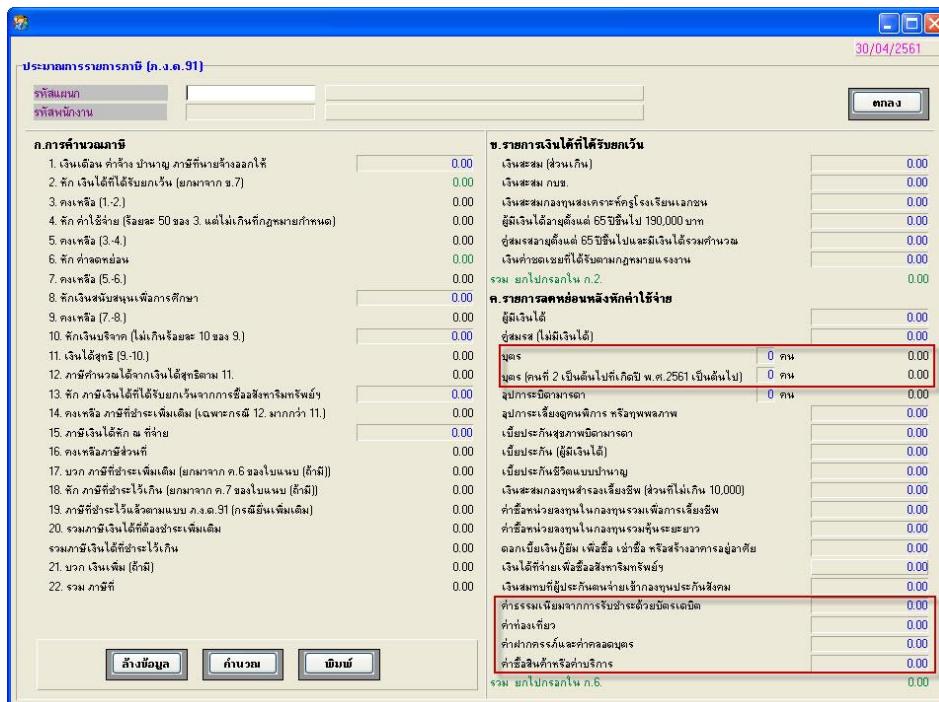 30/04/2561
ประมาณการรายการภาษี (ภ.ง.ด.91)
รหัสแผนก
รหัสพนักงาน
ตกลง
ก.การคำนวณภาษี
1. เงินเดือน ค่าจ้าง บำนาญ ภาษีที่นายจ้างออกให้ 0.00
2. หัก เงินได้ที่ได้รับยกเว้น (ยกมาจาก ข.7) 0.00
3. คงเหลือ (1.-2.) 0.00
4. หัก ค่าใช้จ่าย (ร้อยละ 50 ของ 3. แต่ไม่เกินที่กฎหมายกำหนด) 0.00
5. คงเหลือ (3.-4.) 0.00
6. หัก ค่าลดหย่อน 0.00
7. คงเหลือ (5.-6.) 0.00
8. หักเงินสนับสนุนเพื่อการศึกษา 0.00
9. คงเหลือ (7.-8.) 0.00
10. หักเงินบริจาค (ไม่เกินร้อยละ 10 ของ 9.) 0.00
11. เงินได้สุทธิ (9.-10.) 0.00
12. ภาษีคำนวณได้จากเงินได้สุทธิตาม 11. 0.00
13. หัก ภาษีเงินได้ที่ได้รับยกเว้นจากการซื้ออสังหาริมทรัพย์ฯ 0.00
14. คงเหลือ ภาษีที่ชำระเพิ่มเติม (เฉพาะกรณี 12. มากกว่า 11.) 0.00
15. ภาษีเงินได้หัก ณ ที่จ่าย 0.00
16. คงเหลือภาษีส่วนที่ 0.00
17. บวก ภาษีที่ชำระเพิ่มเติม (ยกมาจาก ค.6 ของใบแนบ (ถ้ามี)) 0.00
18. หัก ภาษีที่ชำระไว้เกิน (ยกมาจาก ค.7 ของใบแนบ (ถ้ามี)) 0.00
19. ภาษีที่ชำระไว้แล้วตามแบบ ภ.ง.ด.91 (กรณียื่นเพิ่มเติม) 0.00
20. รวมภาษีเงินได้ที่ต้องชำระเพิ่มเติม 0.00
รวมภาษีเงินได้ที่ชำระไว้เกิน 0.00
21. บวก เงินเพิ่ม (ถ้ามี) 0.00
22. รวม ภาษีที่ 0.00
ล้างข้อมูล คำนวณ พิมพ์
ข.รายการเงินได้ที่ได้รับยกเว้น
เงินสะสม (ส่วนเกิน) 0.00
เงินสะสม กบข. 0.00
เงินสะสมกองทุนสงเคราะห์ครูโรงเรียนเอกชน 0.00
ผู้มีเงินได้อายุตั้งแต่ 65 ปีขึ้นไป 190,000 บาท 0.00
คู่สมรสอายุตั้งแต่ 65 ปีขึ้นไปและมีเงินได้รวมคำนวณ 0.00
เงินค่าชดเชยที่ได้รับตามกฎหมายแรงงาน 0.00
รวม ยกไปกรอกใน ก.2. 0.00
ค.รายการลดหย่อนหลังหักค่าใช้จ่าย
ผู้มีเงินได้ 0.00
คู่สมรส (ไม่มีเงินได้) 0.00
บุตร 0 คน 0.00
บุตร (คนที่ 2 เป็นต้นไปที่เกิดปี พ.ศ.2561 เป็นต้นไป) 0 คน 0.00
อุปการะบิดามารดา 0 คน 0.00
อุปการะเลี้ยงดูคนพิการ หรือทุพพลภาพ 0.00
เบี้ยประกันสุขภาพบิดามารดา 0.00
เบี้ยประกัน (ผู้มีเงินได้) 0.00
เบี้ยประกันชีวิตแบบบำนาญ 0.00
เงินสะสมกองทุนสำรองเลี้ยงชีพ (ส่วนที่ไม่เกิน 10,000) 0.00
ค่าซื้อหน่วยลงทุนในกองทุนรวมเพื่อการเลี้ยงชีพ 0.00
ค่าซื้อหน่วยลงทุนในกองทุนรวมหุ้นระยะยาว 0.00
ดอกเบี้ยเงินกู้ยืม เพื่อซื้อ เช่าซื้อ หรือสร้างอาคารอยู่อาศัย 0.00
เงินได้ที่จ่ายเพื่อซื้ออสังหาริมทรัพย์ฯ 0.00
เงินสมทบที่ผู้ประกันตนจ่ายเข้ากองทุนประกันสังคม 0.00
ค่าธรรมเนียมจากการรับชำระด้วยบัตรเดบิต 0.00
ค่าท่องเที่ยว 0.00
ค่าฝากครรภ์และค่าคลอดบุตร 0.00
ค่าซื้อสินค้าหรือค่าบริการ 0.00
รวม ยกไปกรอกใน ก.6. 0.00